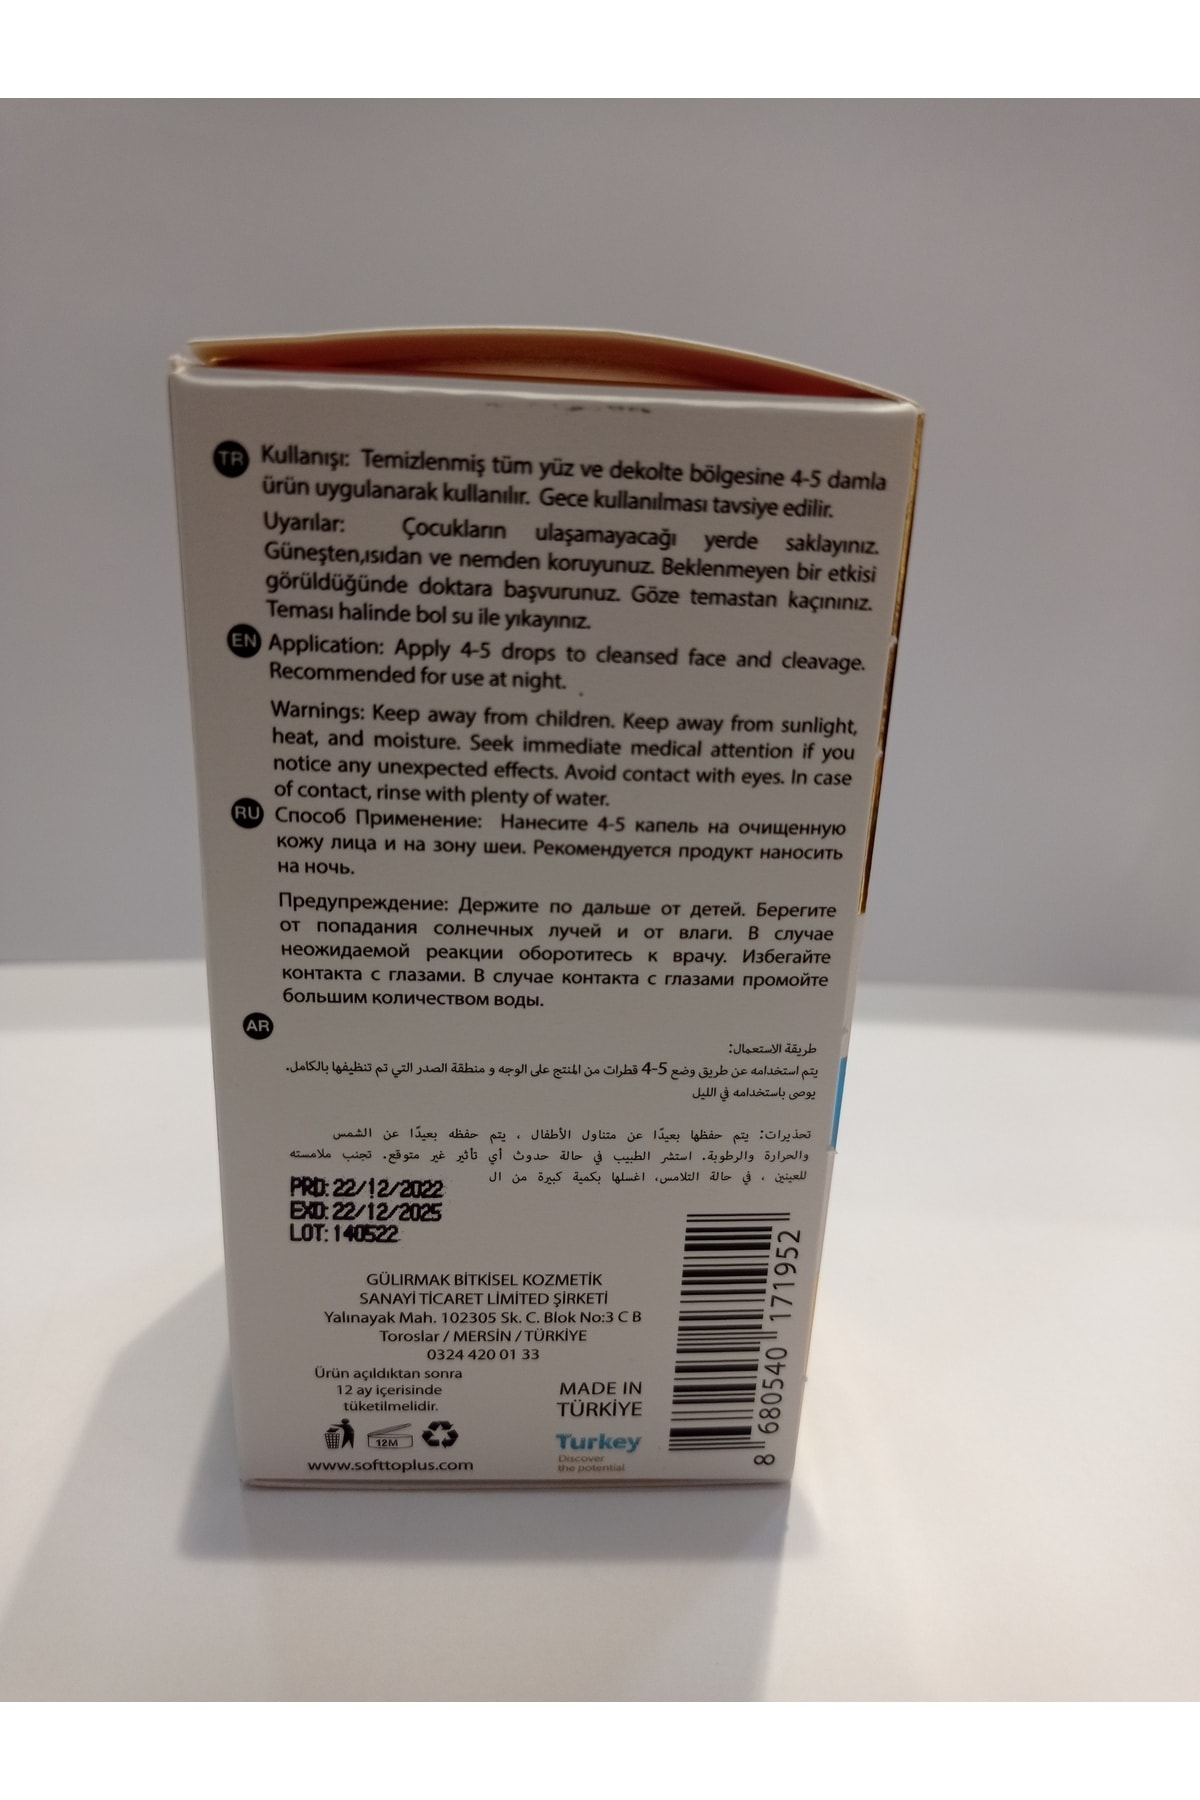 TR Kullanışı: Temizlenmiş tüm yüz ve dekolte bölgesine 4-5 damla
ürün uygulanarak kullanılır. Gece kullanılması tavsiye edilir.
Uyarılar: Çocukların ulaşamayacağı yerde saklayınız.
Güneşten,ısıdan ve nemden koruyunuz. Beklenmeyen bir etkisi
görüldüğünde doktara başvurunuz. Göze temastan kaçınınız.
Teması halinde bol su ile yıkayınız.
EN Application: Apply 4-5 drops to cleansed face and cleavage.
Recommended for use at night.
Warnings: Keep away from children. Keep away from sunlight,
heat, and moisture. Seek immediate medical attention if you
notice any unexpected effects. Avoid contact with eyes. In case
of contact, rinse with plenty of water.
RU Способ Применение: Нанесите 4-5 капель на очищенную
кожу лица и на зону шеи. Рекомендуется продукт наносить
на ночь.
Предупреждение: Держите по дальше от детей. Берегите
от попадания солнечных лучей и от влаги. В случае
неожидаемой реакции оборотитесь к врачу. Избегайте
контакта с глазами. В случае контакта с глазами промойте
большим количеством воды.
AR
طريقة الاستعمال:
يتم استخدامه عن طريق وضع 5-4 قطرات من المنتج على الوجه و منطقة الصدر التي تم تنظيفها بالكامل.
يوصى باستخدامه في الليل
تحذيرات: يتم حفظها بعيدًا عن متناول الأطفال ، يتم حفظه بعيدًا عن الشمس
والحرارة والرطوبة. استشر الطبيب في حالة حدوث أي تأثير غير متوقع. تجنب ملامسته
للعينين ، في حالة التلامس، اغسلها بكمية كبيرة من ال
PRD: 22/12/2022
EXD: 22/12/2025
LOT: 140522
GÜLIRMAK BİTKİSEL KOZMETİK
SANAYİ TİCARET LİMİTED ŞİRKETİ
Yalınayak Mah. 102305 Sk. C. Blok No:3 C B
Toroslar / MERSİN / TÜRKİYE
0324 420 01 33
Ürün açıldıktan sonra
12 ay içerisinde
tüketilmelidir.
12M
www.softtoplus.com
MADE IN
TÜRKİYE
Turkey
Discover
the potential
8 680540 171952